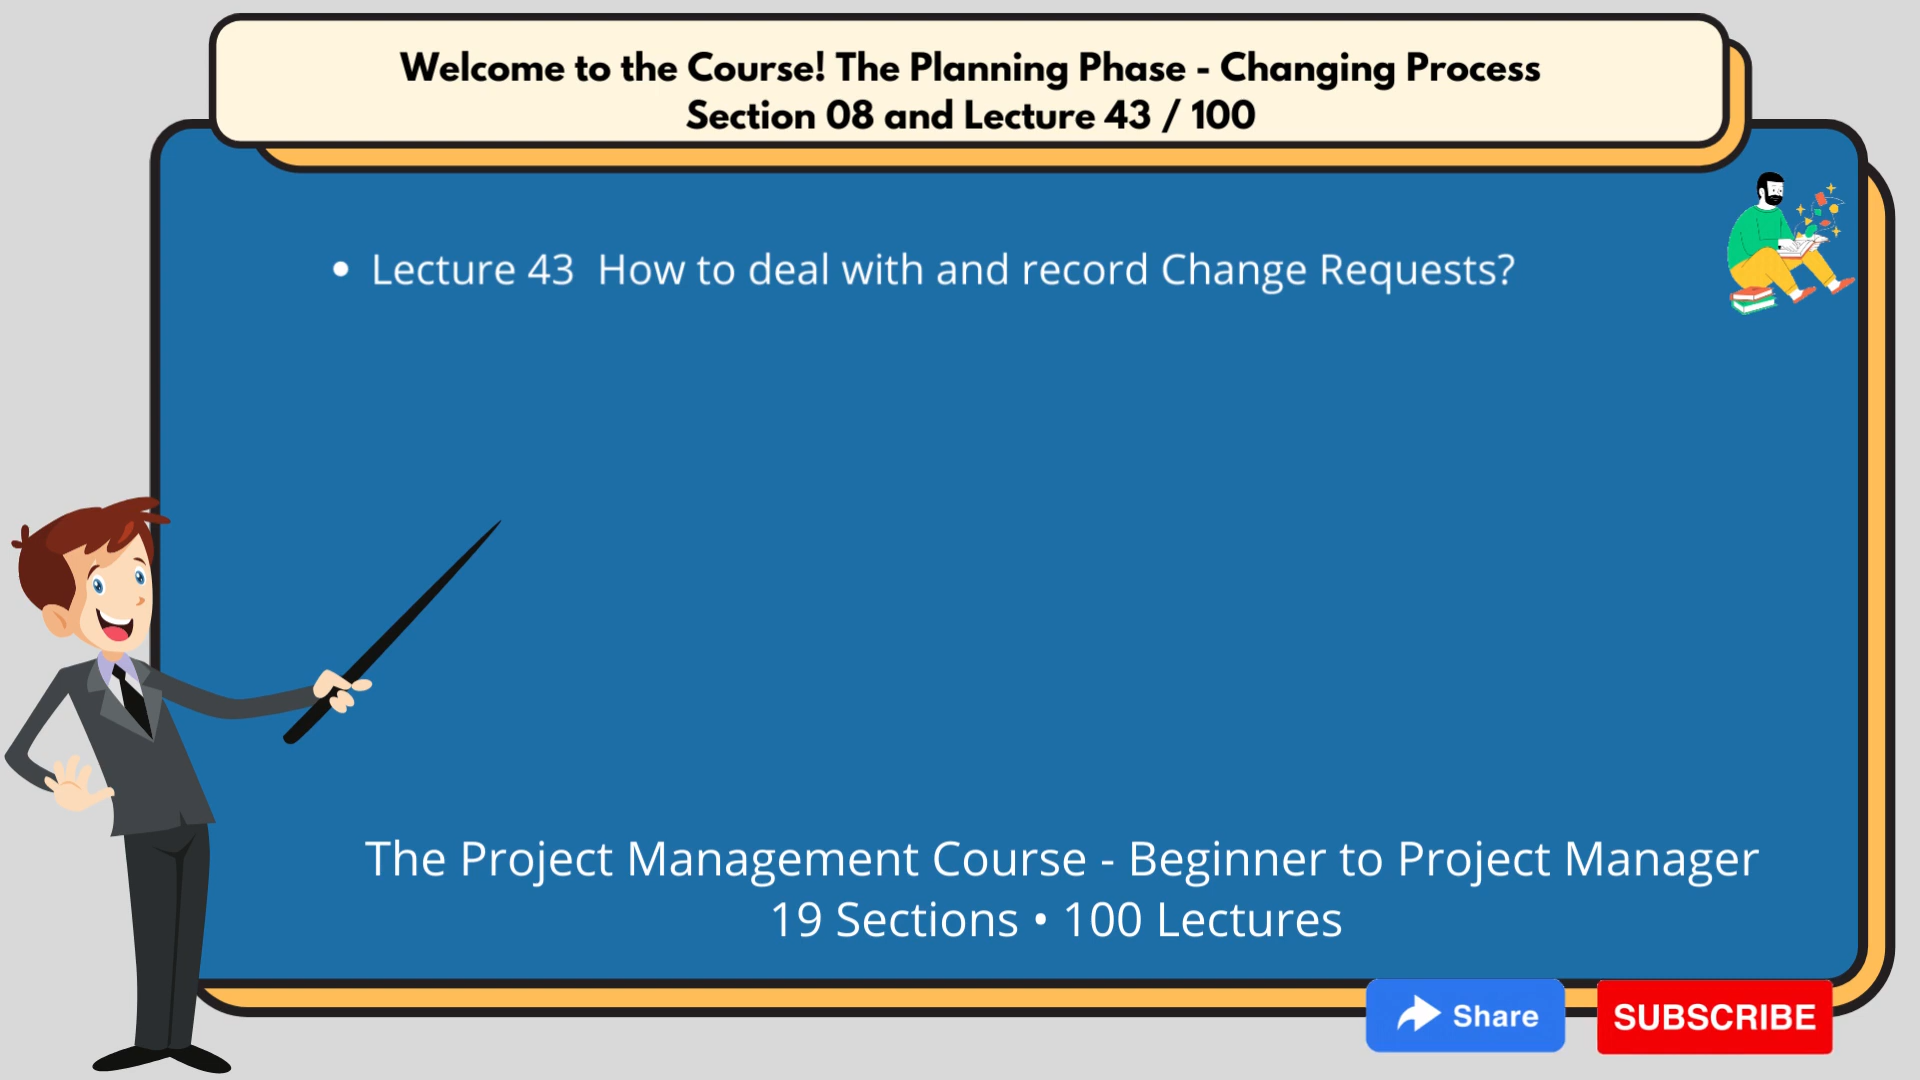 Welcome to the Course! The Planning Phase - Changing Process
Section 08 and Lecture 43 / 100
• Lecture 43  How to deal with and record Change Requests?
The Project Management Course - Beginner to Project Manager
19 Sections • 100 Lectures
Share
SUBSCRIBE